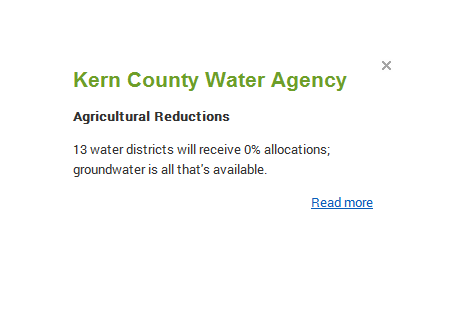 Kern County Water Agency
Agricultural Reductions
13 water districts will receive 0% allocations;
groundwater is all that's available.
Read more